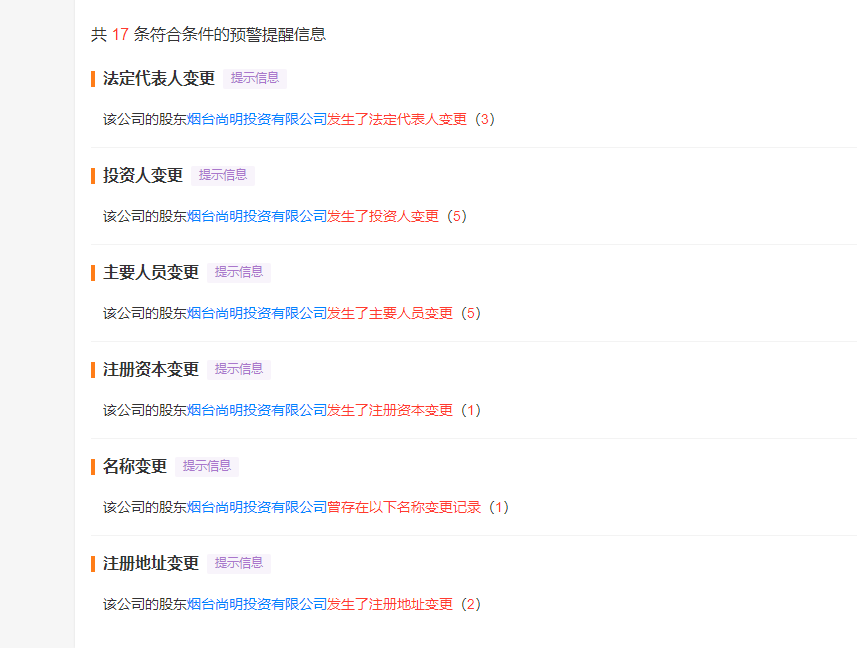 共 17 条符合条件的预警提醒信息
法定代表人变更 提示信息
该公司的股东烟台尚明投资有限公司发生了法定代表人变更（3）
投资人变更 提示信息
该公司的股东烟台尚明投资有限公司发生了投资人变更（5）
主要人员变更 提示信息
该公司的股东烟台尚明投资有限公司发生了主要人员变更（5）
注册资本变更 提示信息
该公司的股东烟台尚明投资有限公司发生了注册资本变更（1）
名称变更 提示信息
该公司的股东烟台尚明投资有限公司曾存在以下名称变更记录（1）
注册地址变更 提示信息
该公司的股东烟台尚明投资有限公司发生了注册地址变更（2）